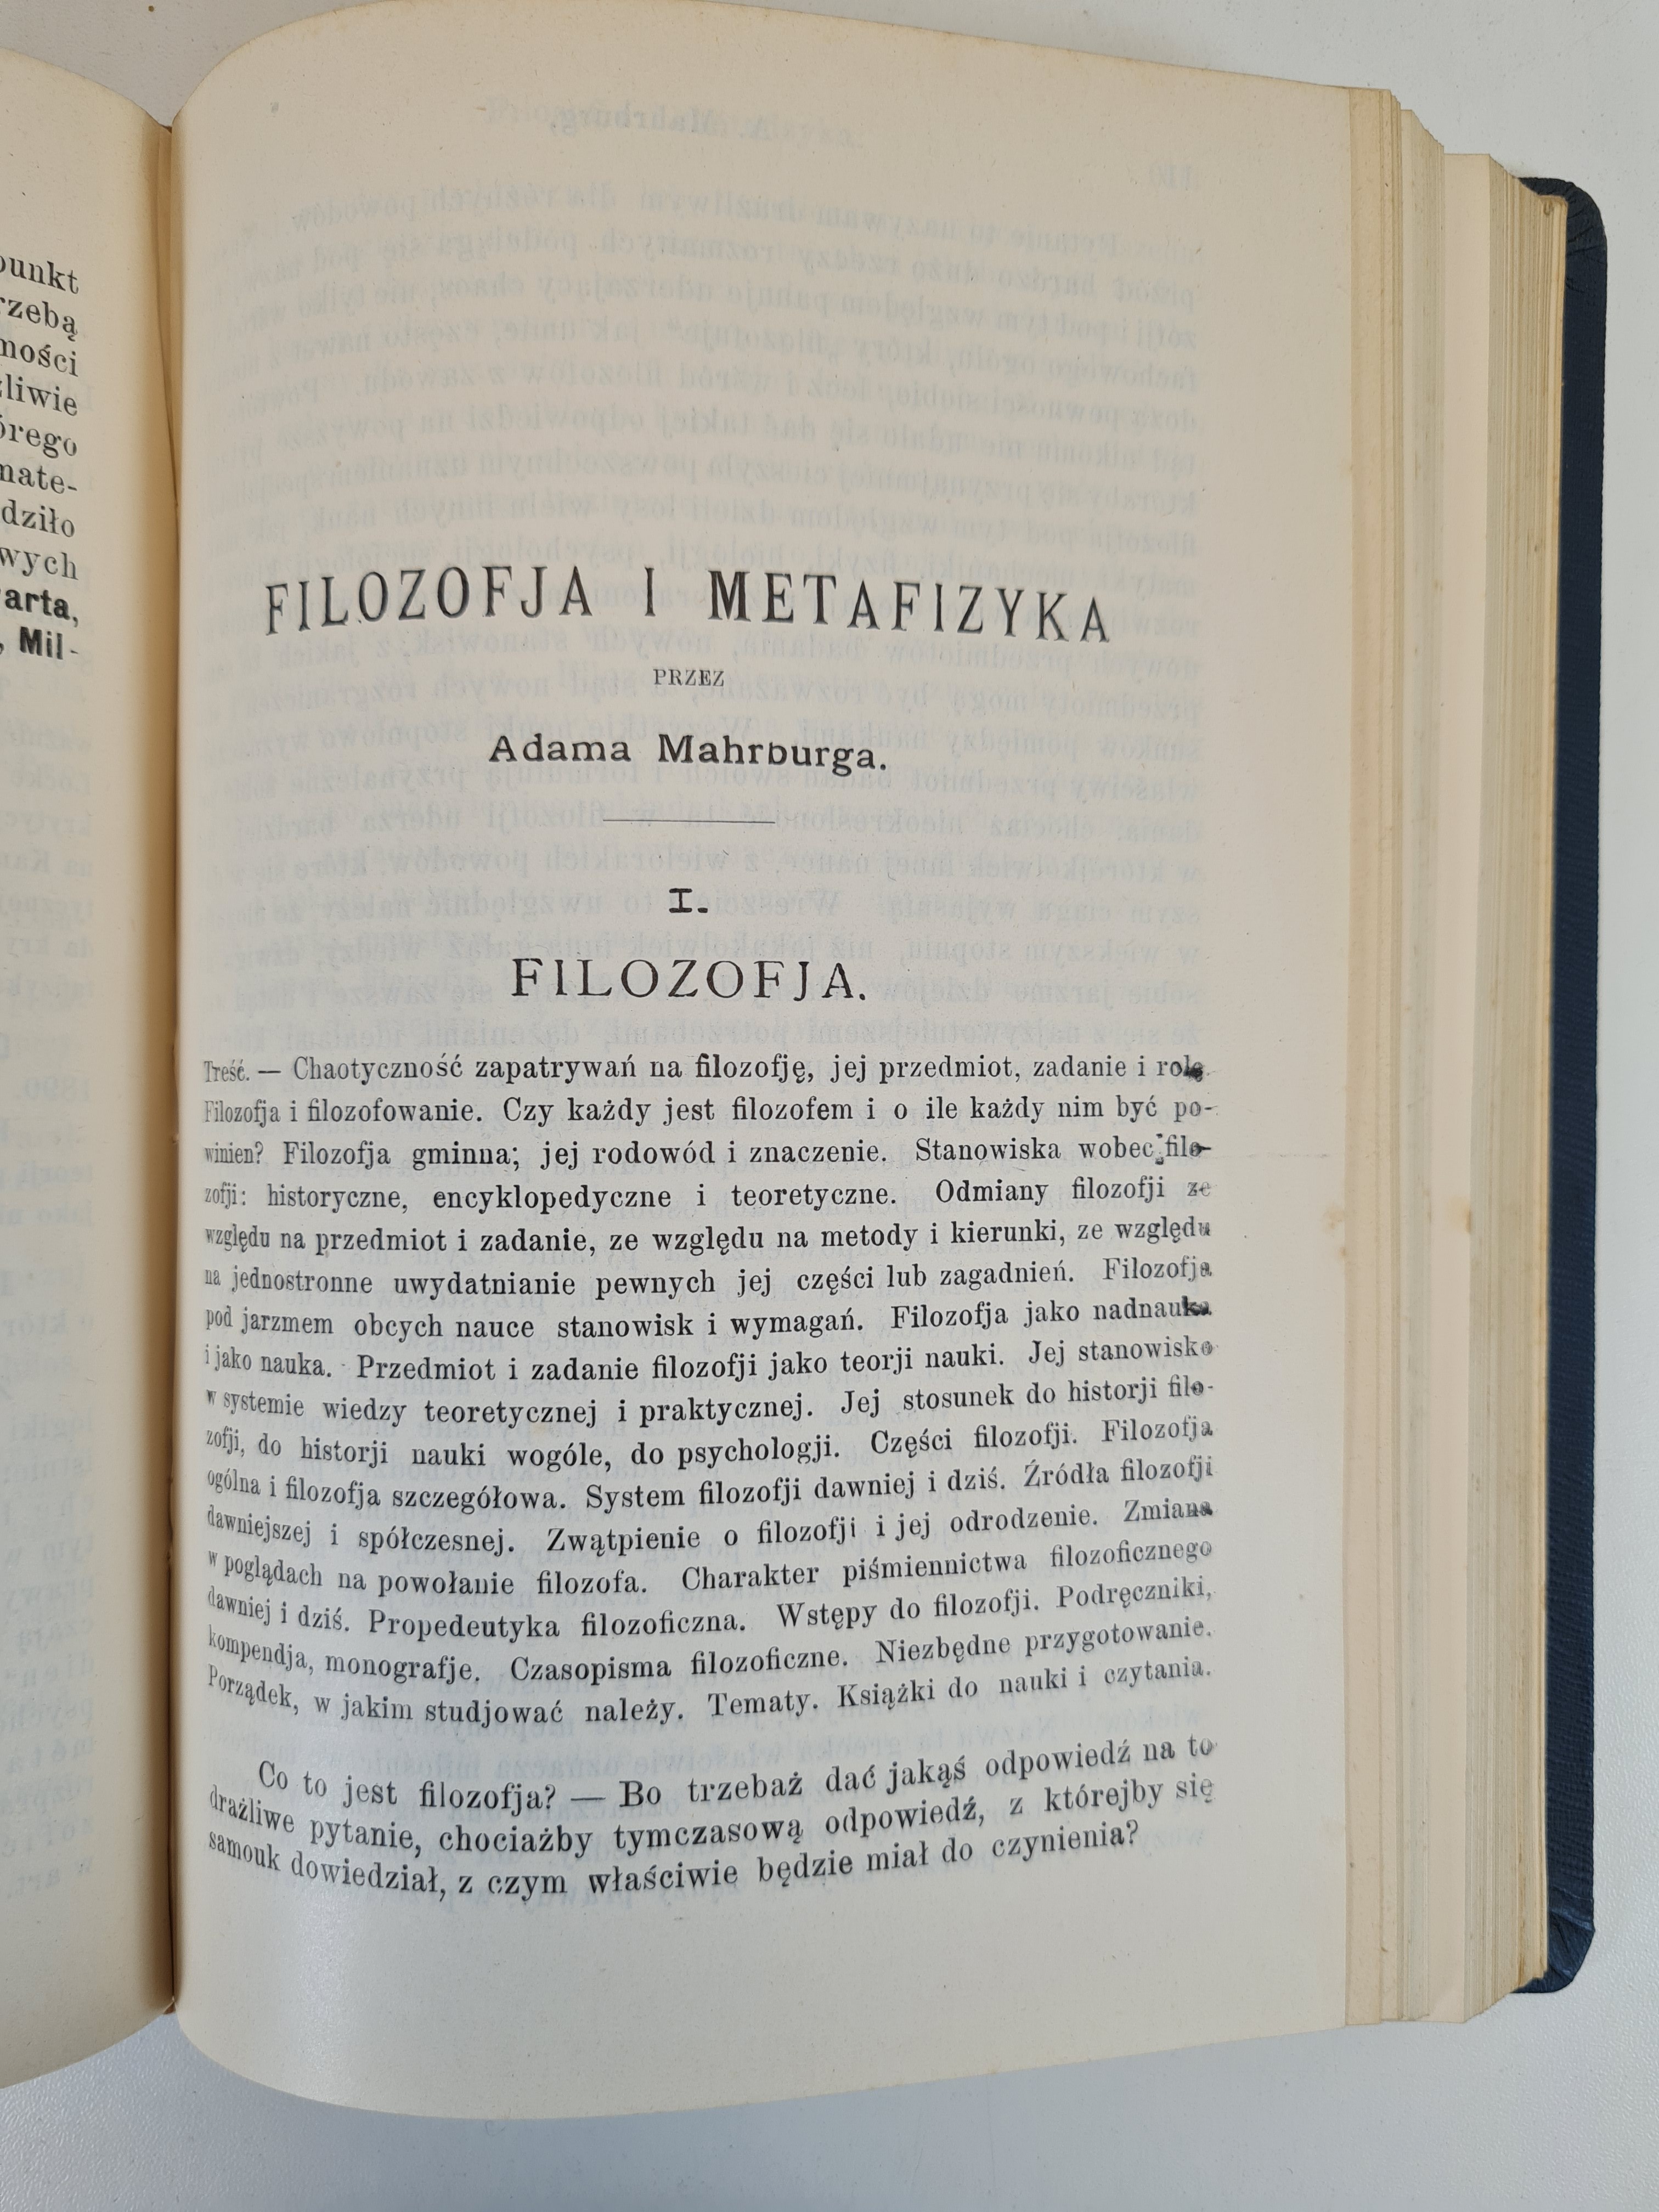 punkt
rzebą
ności
liwie
órego
mate-
dziło
wych
arta,
, Mil-
FILOZOFJA I METAFIZYKA
PRZEZ
Adama Mahrburga.
I.
FILOZOFJA.
Treść. — Chaotyczność zapatrywań na filozofję, jej przedmiot, zadanie i rolę.
Filozofja i filozofowanie. Czy każdy jest filozofem i o ile każdy nim być po-
winien? Filozofja gminna; jej rodowód i znaczenie. Stanowiska wobec filo-
zofji: historyczne, encyklopedyczne i teoretyczne. Odmiany filozofji ze
względu na przedmiot i zadanie, ze względu na metody i kierunki, ze względu
na jednostronne uwydatnianie pewnych jej części lub zagadnień. Filozofja
pod jarzmem obcych nauce stanowisk i wymagań. Filozofja jako nadnauka
i jako nauka. Przedmiot i zadanie filozofji jako teorji nauki. Jej stanowisko
w systemie wiedzy teoretycznej i praktycznej. Jej stosunek do historji filo-
zofji, do historji nauki wogóle, do psychologji. Części filozofji. Filozofja
ogólna i filozofja szczegółowa. System filozofji dawniej i dziś. Źródła filozofji
dawniejszej i spółczesnej. Zwątpienie o filozofji i jej odrodzenie. Zmiana
w poglądach na powołanie filozofa. Charakter piśmiennictwa filozoficznego
dawniej i dziś. Propedeutyka filozoficzna. Wstępy do filozofji. Podręczniki,
kompendja, monografje. Czasopisma filozoficzne. Niezbędne przygotowanie.
Porządek, w jakim studjować należy. Tematy. Książki do nauki i czytania.
Co to jest filozofja? — Bo trzebaż dać jakąś odpowiedź na to
drażliwe pytanie, chociażby tymczasową odpowiedź, z którejby się
samouk dowiedział, z czym właściwie będzie miał do czynienia?